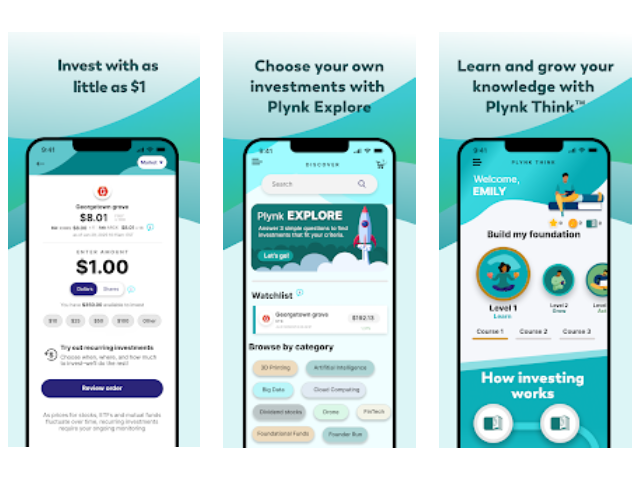 Invest with as
little as $1
9:41
Market
Georgetown grove
$8.01
ENTER AMOUNT
$1.00
Dollars
Shares
$10
$25
$50
$100
Other
Try out recurring investments
Choose when, where, and how much
to invest-we'll do the rest!
Review order
As prices for stocks, ETFs and mutual funds
fluctuate over time, recurring investments
require your ongoing monitoring
Choose your own
investments with
Plynk Explore
9:41
DISCOVER
Search
Plynk EXPLORE
Answer 3 simple questions to find
investments that fit your criteria.
Let's go!
Watchlist
Georgetown grove
$192.13
Browse by category
3D Printing
Artificial Intelligence
Big Data
Cloud Computing
Dividend stocks
Drone
FinTech
Foundational Funds
Founder Run
Learn and grow your
knowledge with
Plynk Think™
9:41
PLYNK THINK
Welcome,
EMILY
Build my foundation
Level 1
Learn
Level 2
Grow
Level
Course 1
Course 2
Course 3
How investing
works